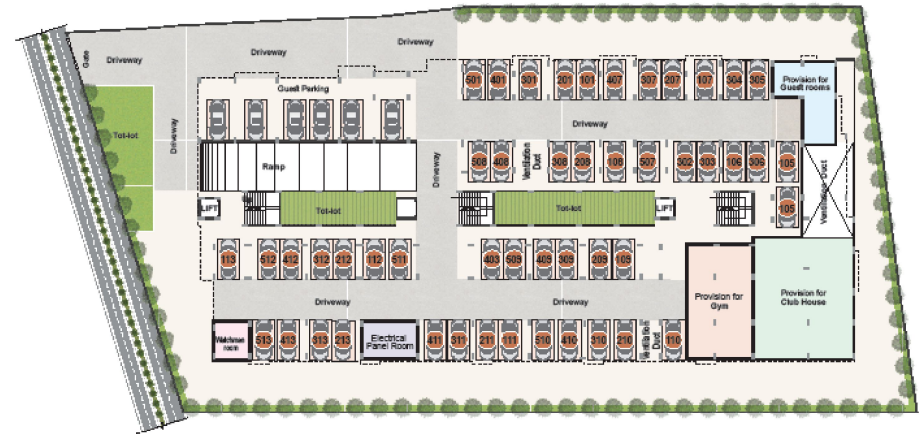 Gate
Driveway
Driveway
Driveway
501 401 301 201 101 407 307 207 107 304 305
Provision for
Guest rooms
Guest Parking
Driveway
Driveway
Tot-lot
Ramp
Driveway
508 408
Ventilation
Duct
308 208 108 507 302 303 106 306 105
Ventilation Duct
LIFT
Up
Tot-lot
Tot-lot
LIFT
105
113 512 412 312 212 112 511
403 509 409 309 209 109
Driveway
Driveway
Provision for
Gym
Provision for
Club House
Watchman
room
513 413 313 213
Electrical
Panel Room
411 311 211 111 510 410 310 210
Ventilation
Duct
110